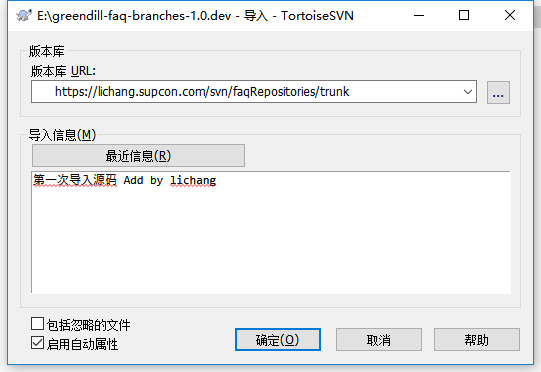 E:\greendill-faq-branches-1.0.dev - 导入 - TortoiseSVN
版本库
版本库 URL:
https://lichang.supcon.com/svn/faqRepositories/trunk
...
导入信息(M)
最近信息(R)
第一次导入源码 Add by lichang
包括忽略的文件
启用自动属性
确定(O)
取消
帮助